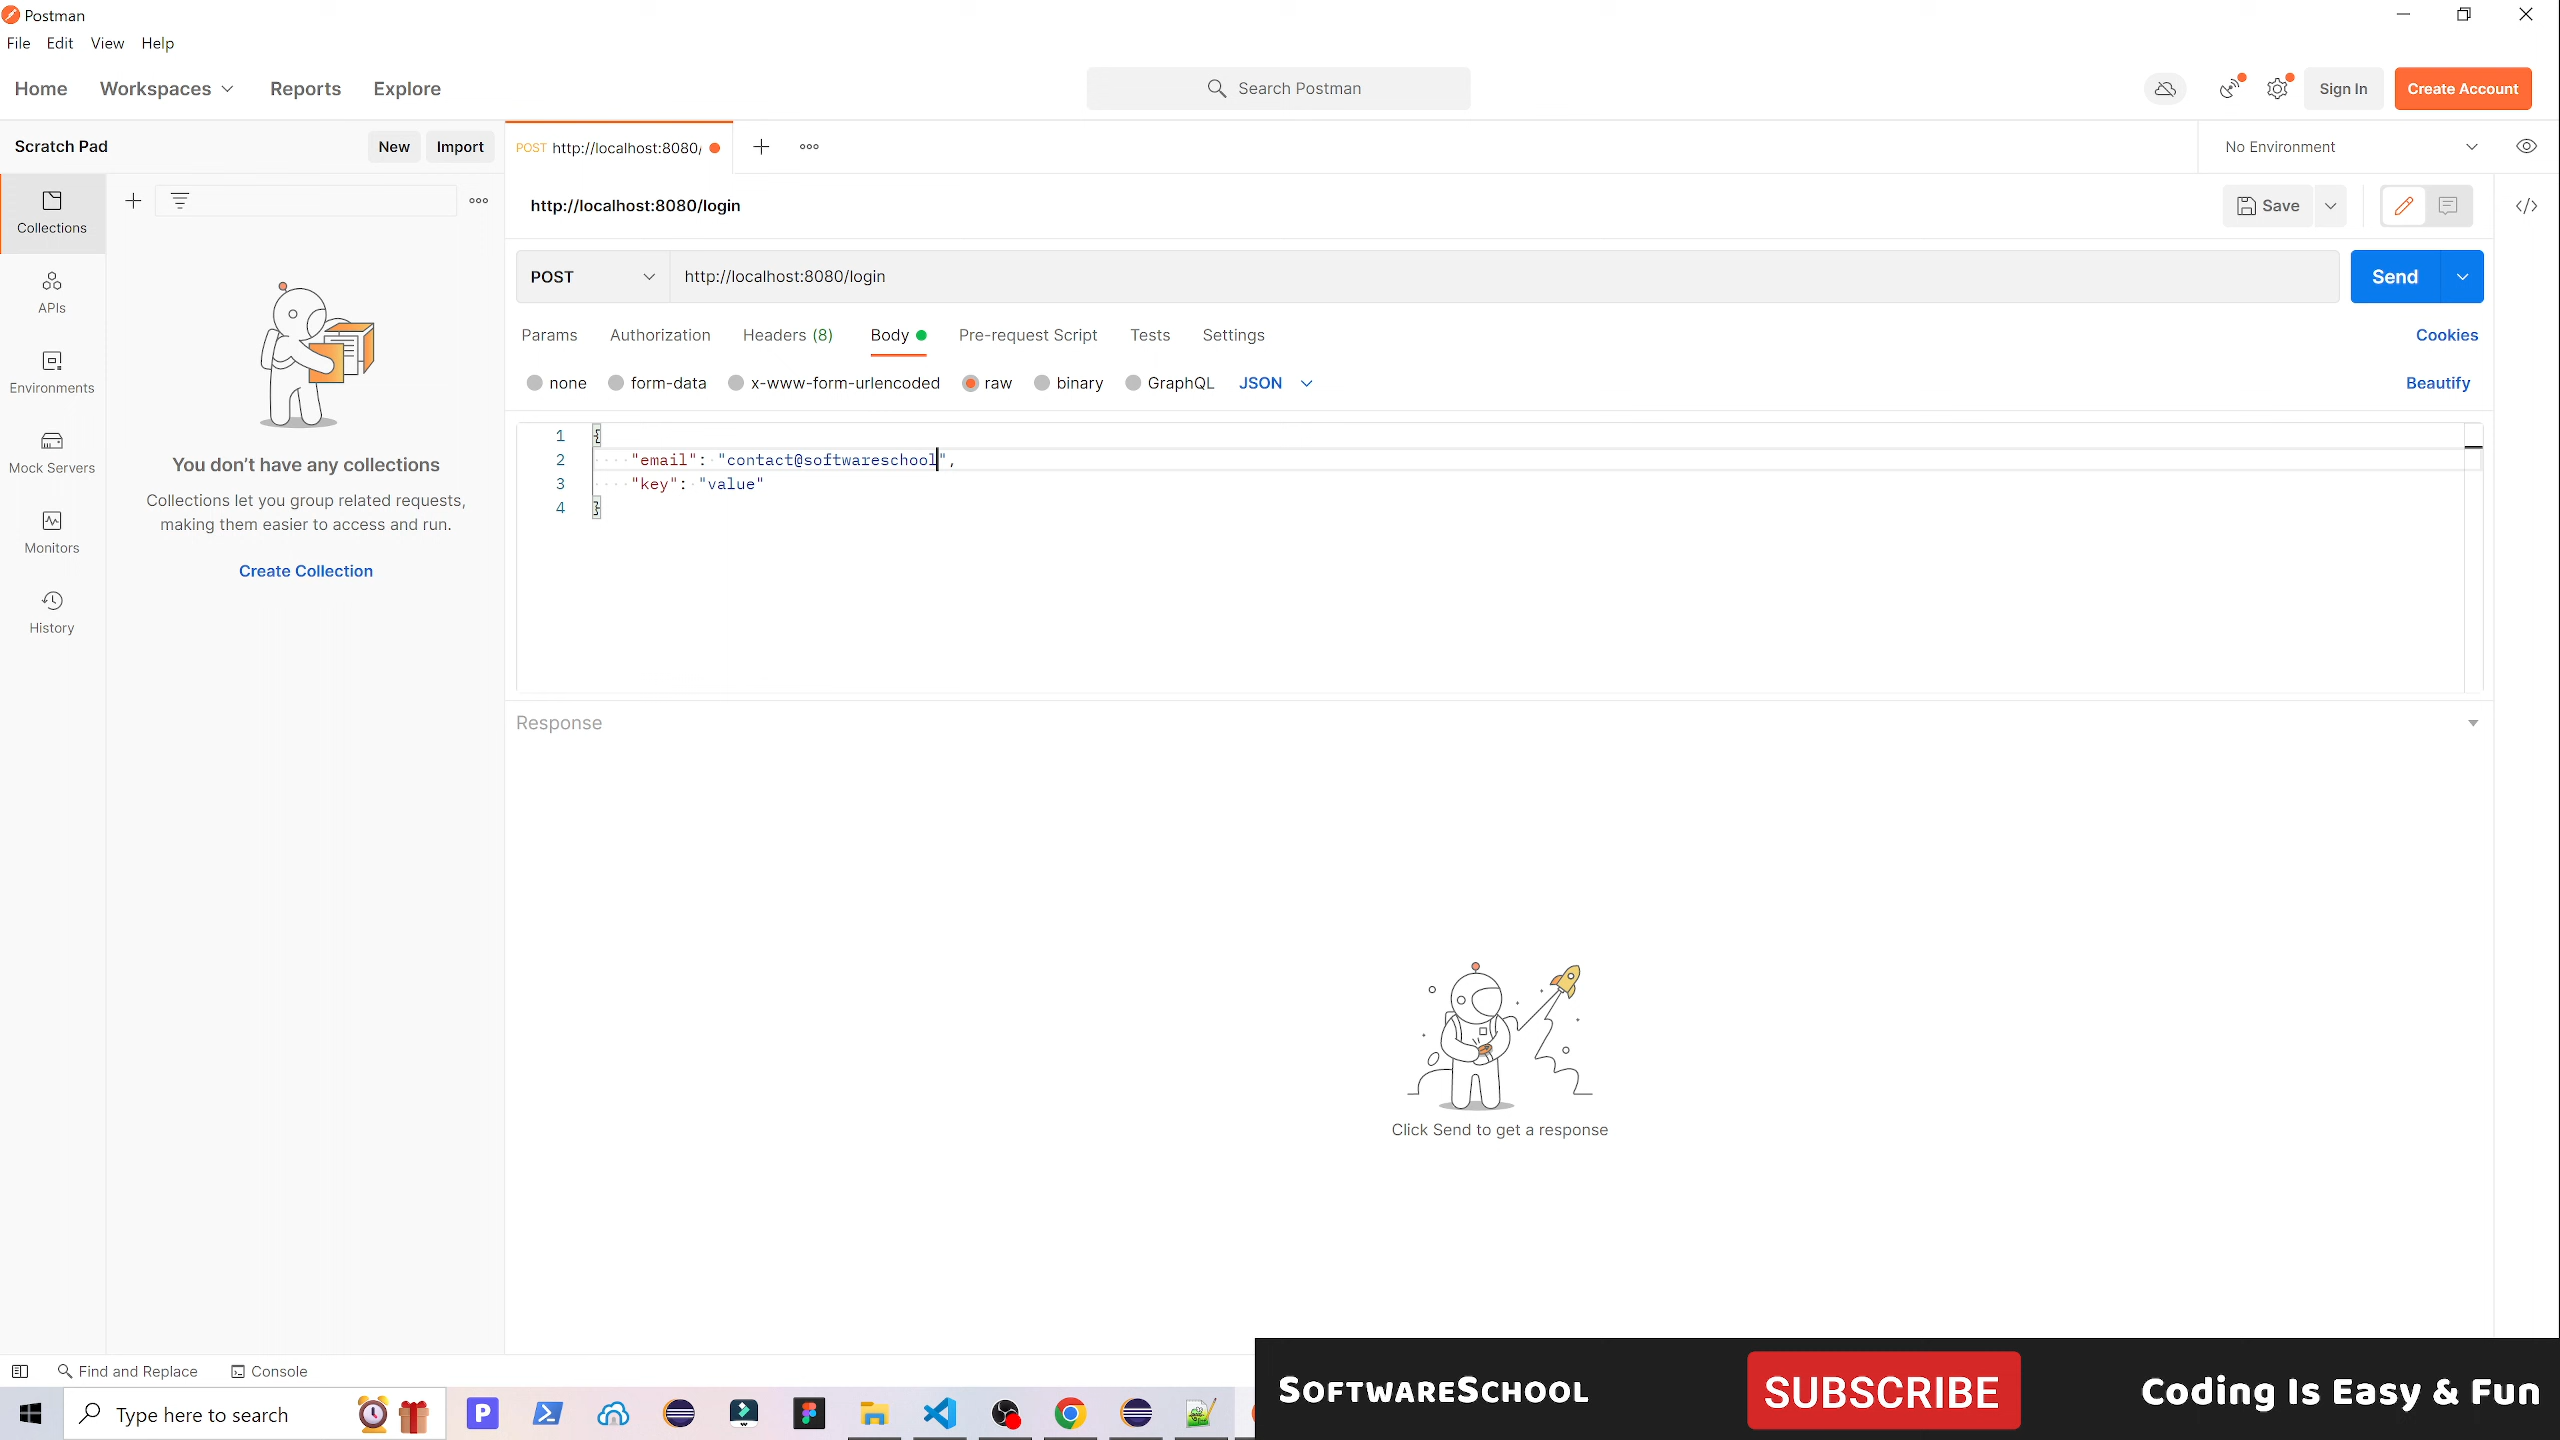 Postman
File Edit View Help
Home Workspaces Reports Explore Search Postman Sign In Create Account
Scratch Pad New Import POST http://localhost:8080/ No Environment
http://localhost:8080/login Save
POST http://localhost:8080/login Send
Params Authorization Headers (8) Body Pre-request Script Tests Settings Cookies
none form-data x-www-form-urlencoded raw binary GraphQL JSON Beautify
1 {
2 "email": "contact@softwareschool",
3 "key": "value"
4 }
Collections
APIs
Environments
Mock Servers
Monitors
History
You don't have any collections
Collections let you group related requests,
making them easier to access and run.
Create Collection
Response
Click Send to get a response
Find and Replace Console
Type here to search
SOFTWARESCHOOL SUBSCRIBE Coding Is Easy & Fun